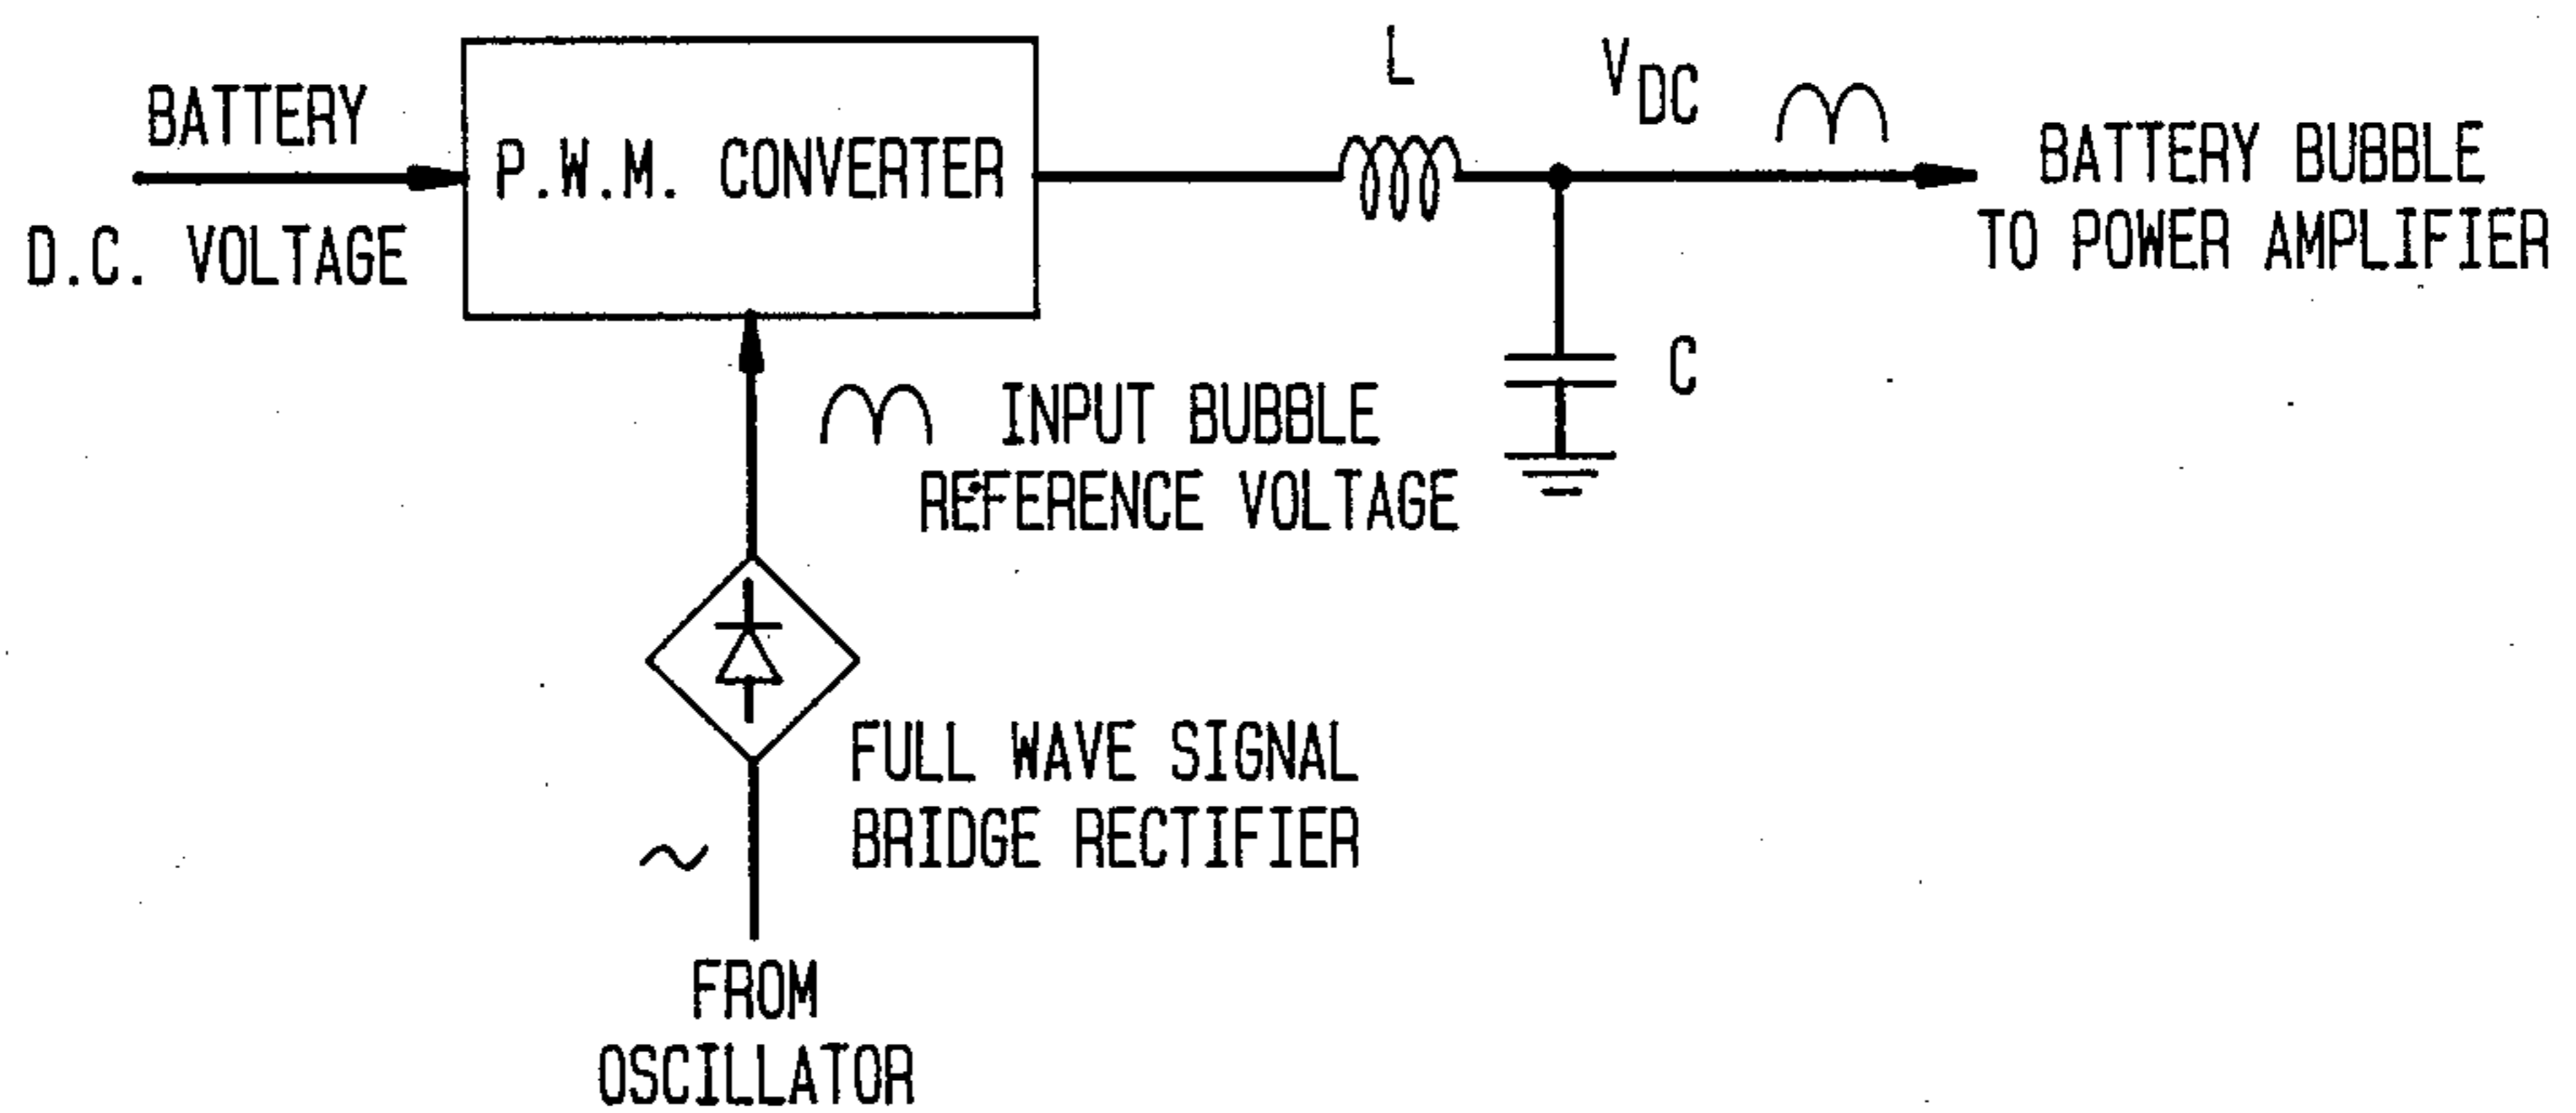 BATTERY
D.C. VOLTAGE
P.W.M. CONVERTER
L
VDC
BATTERY BUBBLE
TO POWER AMPLIFIER
C
INPUT BUBBLE
REFERENCE VOLTAGE
FULL WAVE SIGNAL
BRIDGE RECTIFIER
FROM
OSCILLATOR